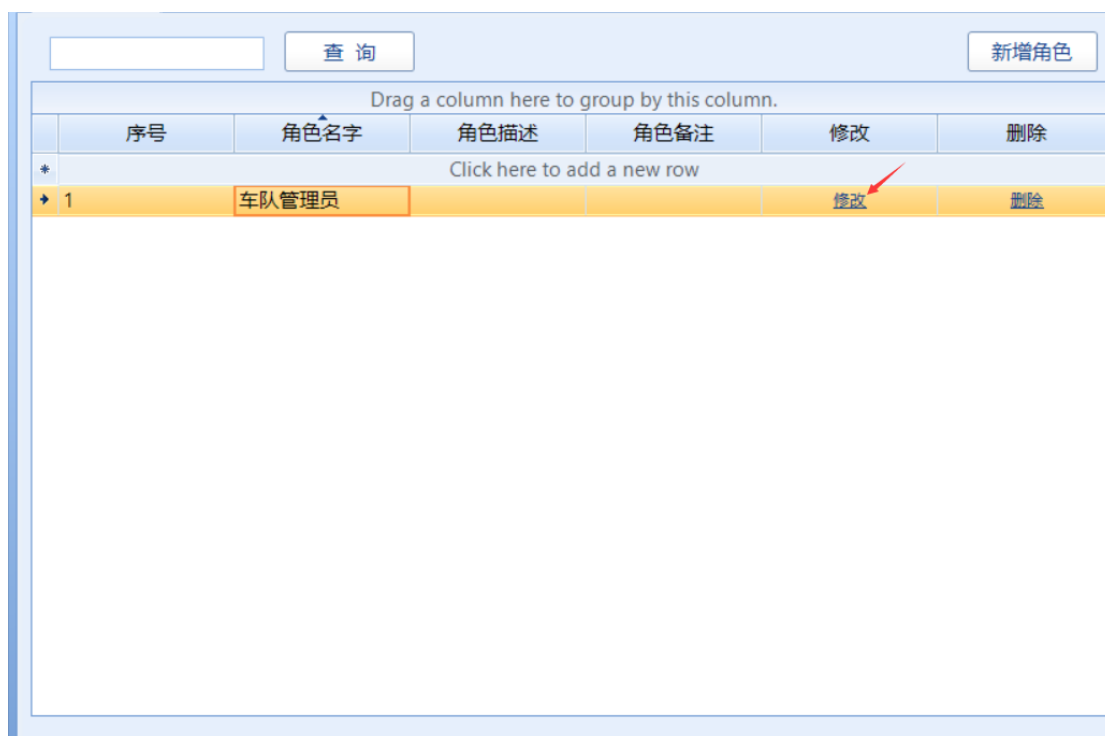 查 询 新增角色
Drag a column here to group by this column.
序号 角色名字 角色描述 角色备注 修改 删除
Click here to add a new row
1 车队管理员 修改 删除